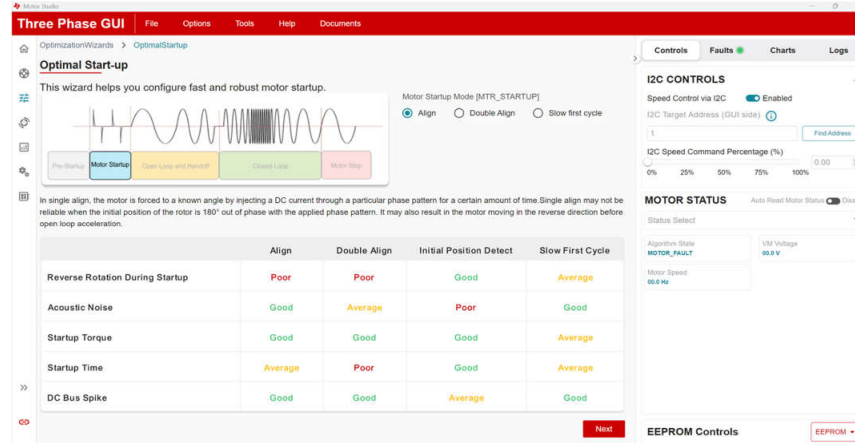 Motor Studio
Three Phase GUI File Options Tools Help Documents
OptimizationWizards > OptimalStartup
Optimal Start-up
This wizard helps you configure fast and robust motor startup.
Pre-Startup Motor Startup Open Loop and Handoff Closed Loop Motor Stop
Motor Startup Mode [MTR_STARTUP]
Align Double Align Slow first cycle
In single align, the motor is forced to a known angle by injecting a DC current through a particular phase pattern for a certain amount of time.Single align may not be
reliable when the initial position of the rotor is 180° out of phase with the applied phase pattern. It may also result in the motor moving in the reverse direction before
open loop acceleration.
Align Double Align Initial Position Detect Slow First Cycle
Reverse Rotation During Startup Poor Poor Good Average
Acoustic Noise Good Average Poor Good
Startup Torque Good Good Good Average
Startup Time Average Poor Good Average
DC Bus Spike Good Good Average Good
Next
Controls Faults Charts Logs
I2C CONTROLS
Speed Control via I2C Enabled
I2C Target Address (GUI side)
1 Find Address
I2C Speed Command Percentage (%)
0.00
0% 25% 50% 75% 100%
MOTOR STATUS Auto Read Motor Status Disa
Status Select
Algorithm State VM Voltage
MOTOR_FAULT 00.0 V
Motor Speed
00.0 Hz
EEPROM Controls EEPROM